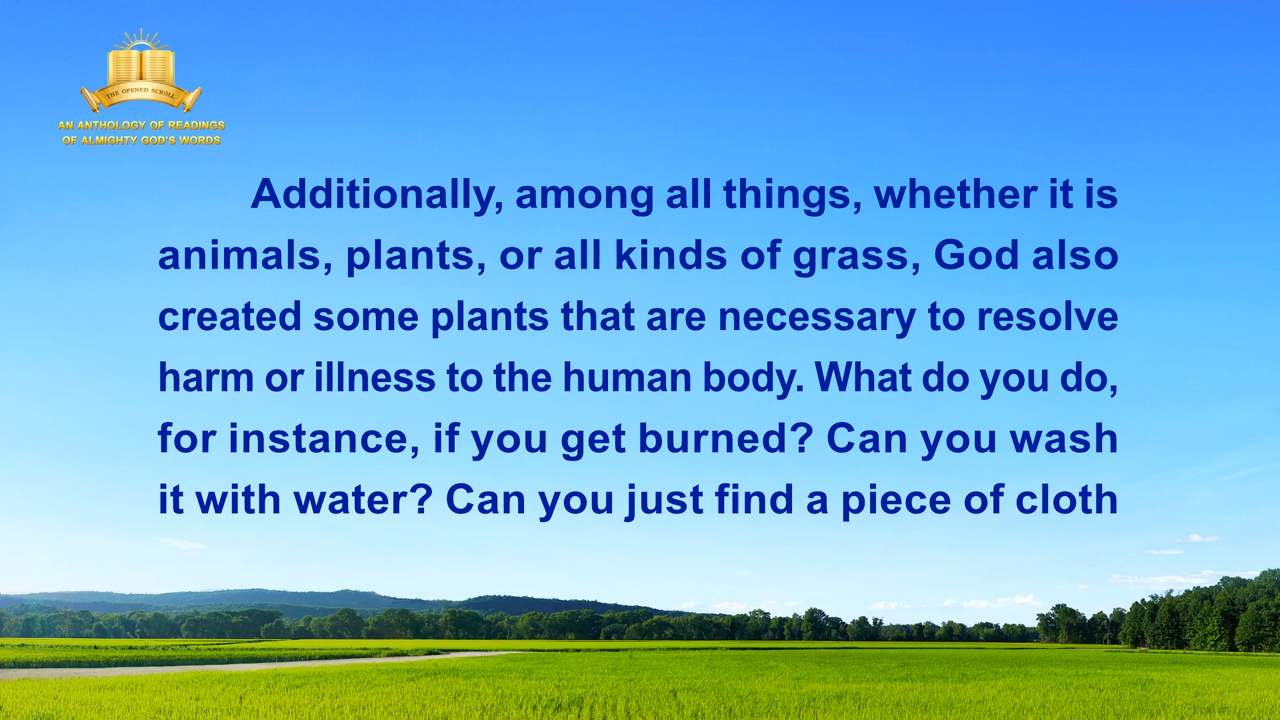 THE OPENED SCROLL
AN ANTHOLOGY OF READINGS
OF ALMIGHTY GOD'S WORDS
Additionally, among all things, whether it is
animals, plants, or all kinds of grass, God also
created some plants that are necessary to resolve
harm or illness to the human body. What do you do,
for instance, if you get burned? Can you wash
it with water? Can you just find a piece of cloth